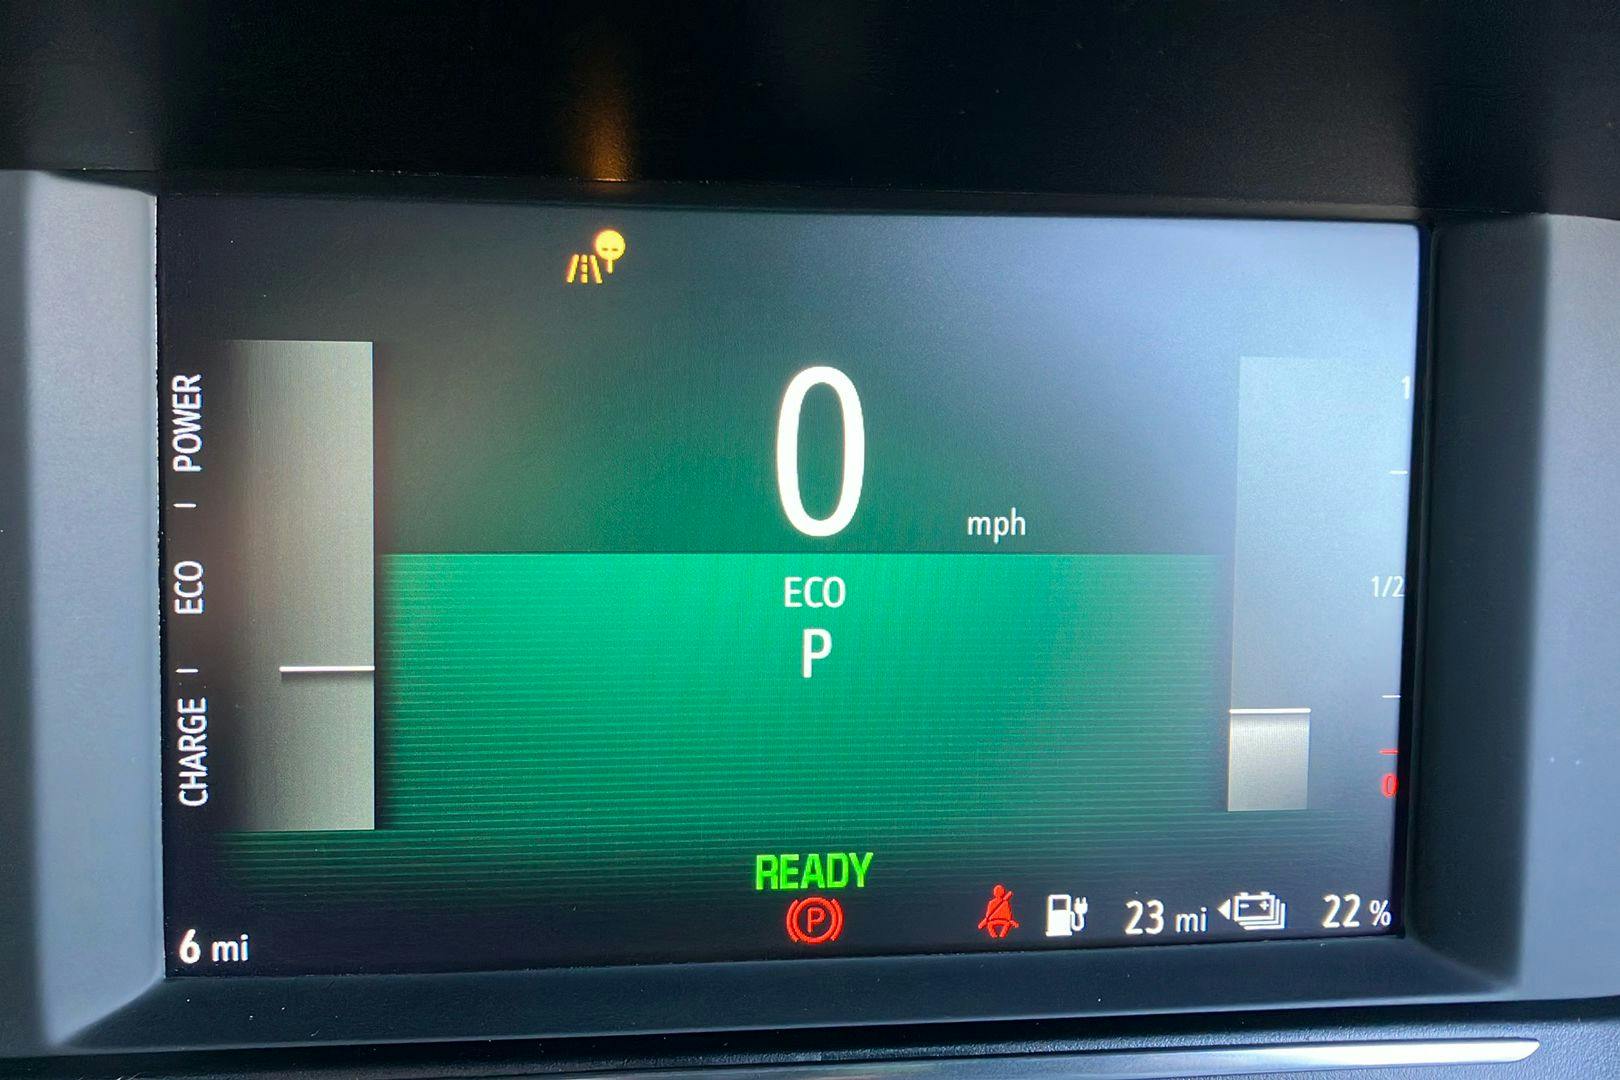 POWER
ECO
CHARGE
0
mph
ECO
P
1
1/2
0
READY
P
23 mi
22 %
6 mi